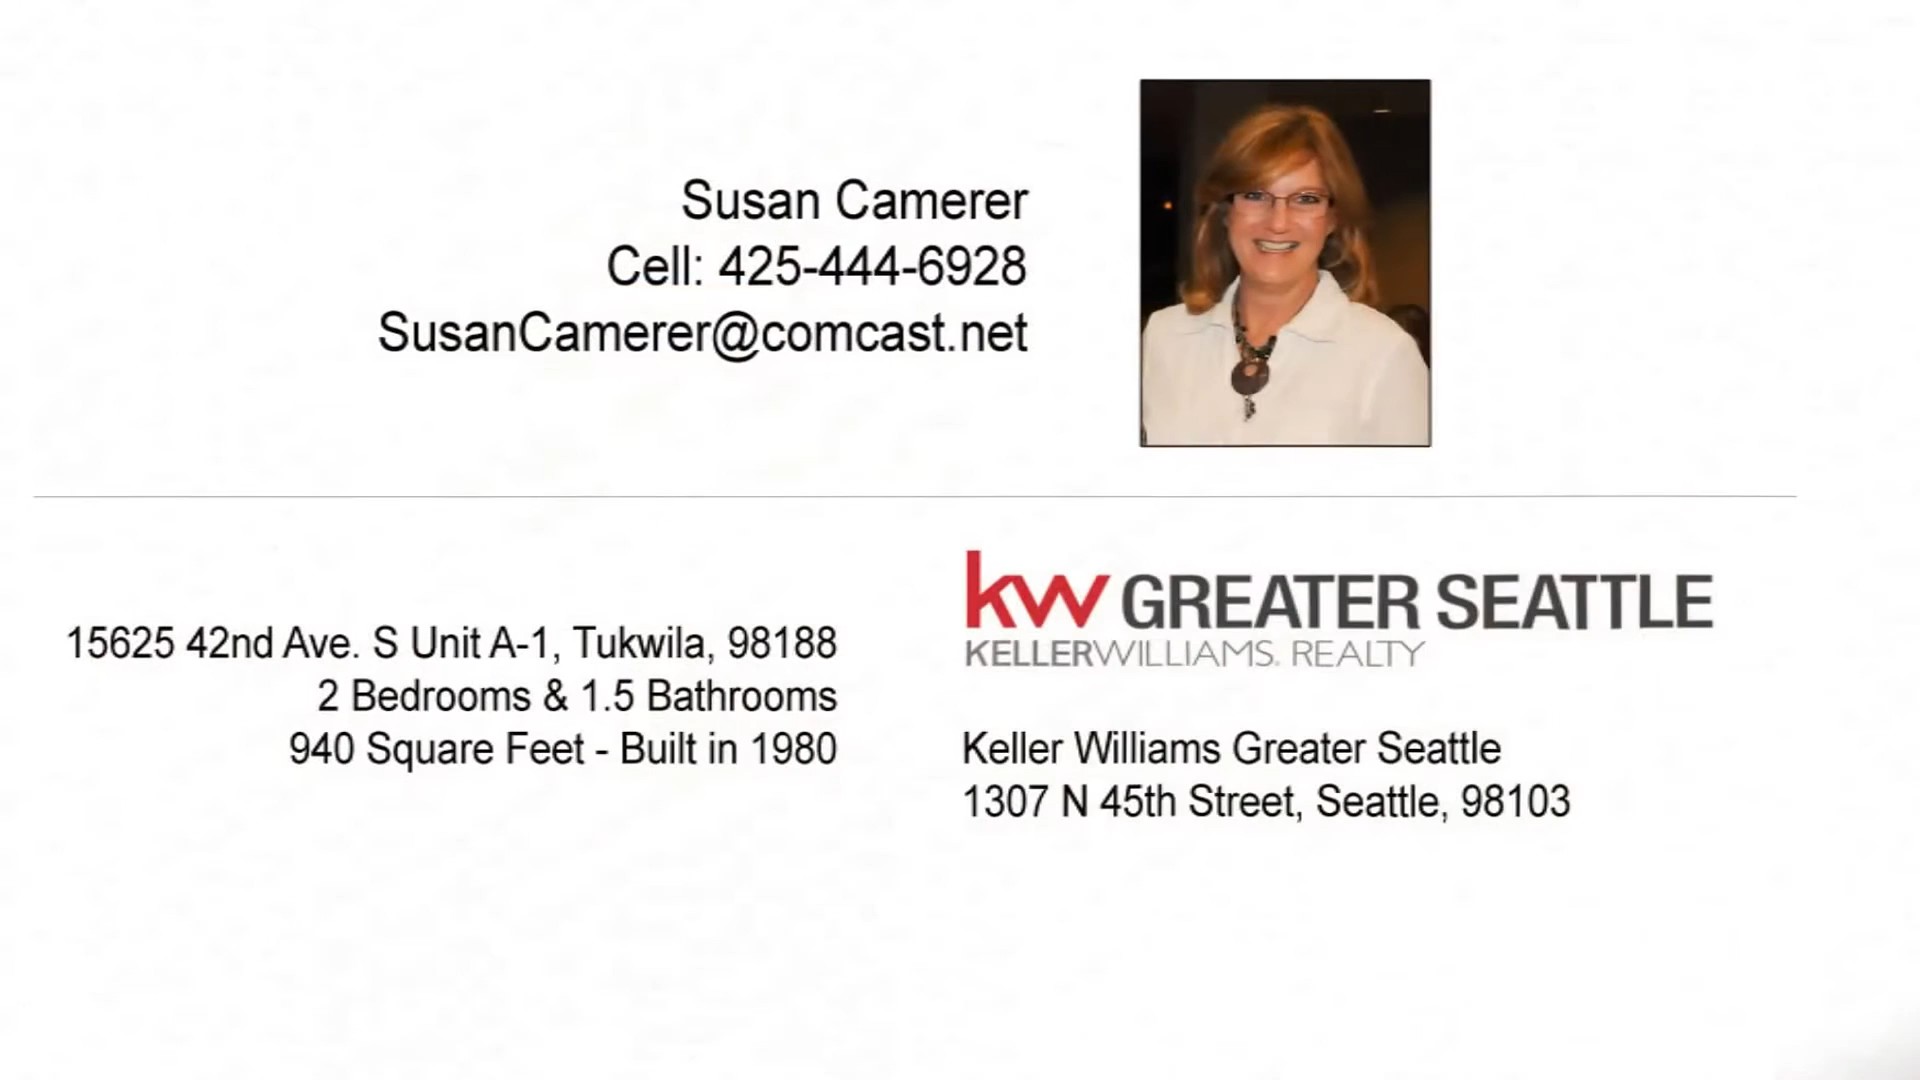 Susan Camerer
Cell: 425-444-6928
SusanCamerer@comcast.net
15625 42nd Ave. S Unit A-1, Tukwila, 98188
2 Bedrooms & 1.5 Bathrooms
940 Square Feet - Built in 1980
kw GREATER SEATTLE
KELLERWILLIAMS. REALTY
Keller Williams Greater Seattle
1307 N 45th Street, Seattle, 98103